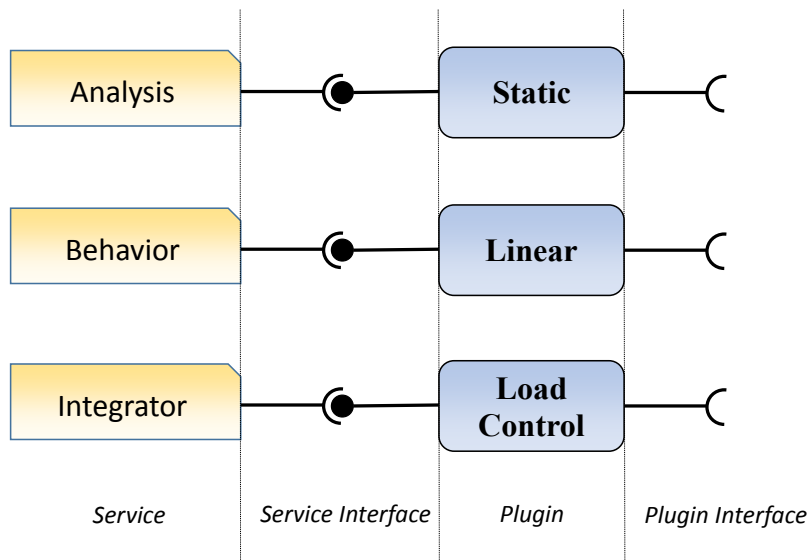 Analysis
Static
Behavior
Linear
Integrator
Load
Control
Service
Service Interface
Plugin
Plugin Interface